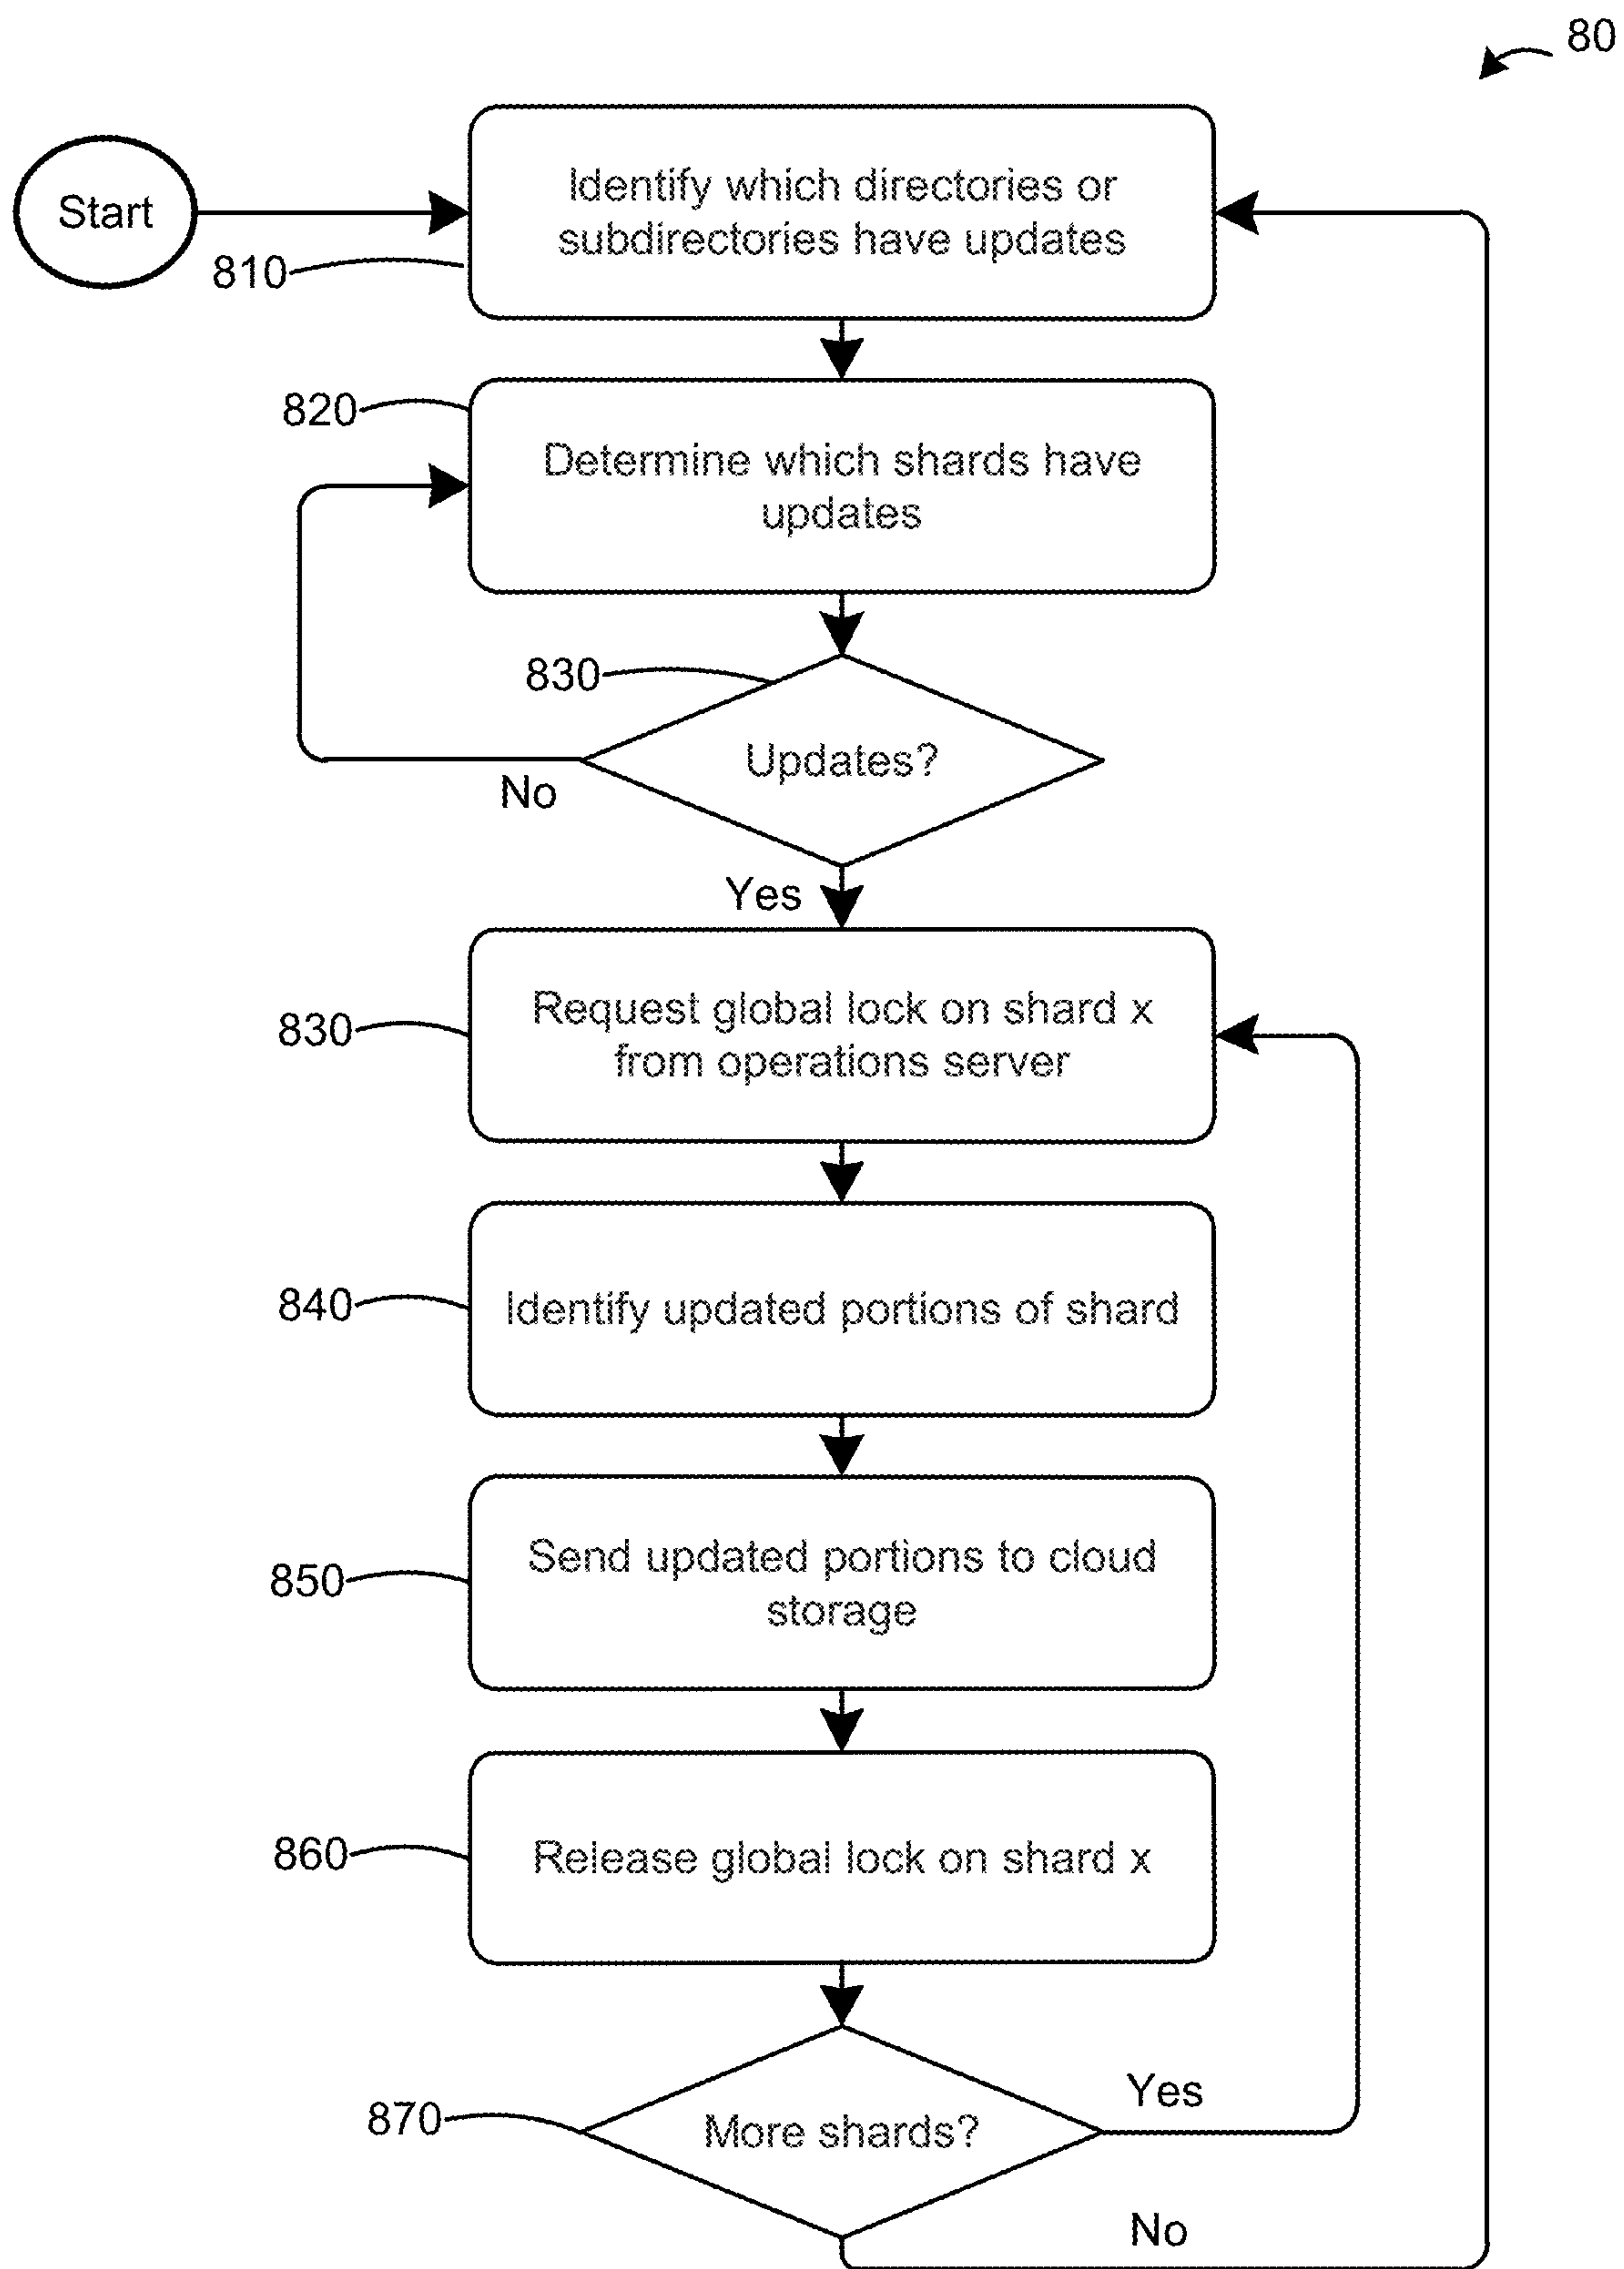 80
Start
Identify which directories or
subdirectories have updates
810
820
Determine which shards have
updates
830
Updates?
No
Yes
Request global lock on shard x
from operations server
830
840
Identify updated portions of shard
Send updated portions to cloud
storage
850
860
Release global lock on shard x
870
More shards?
Yes
No